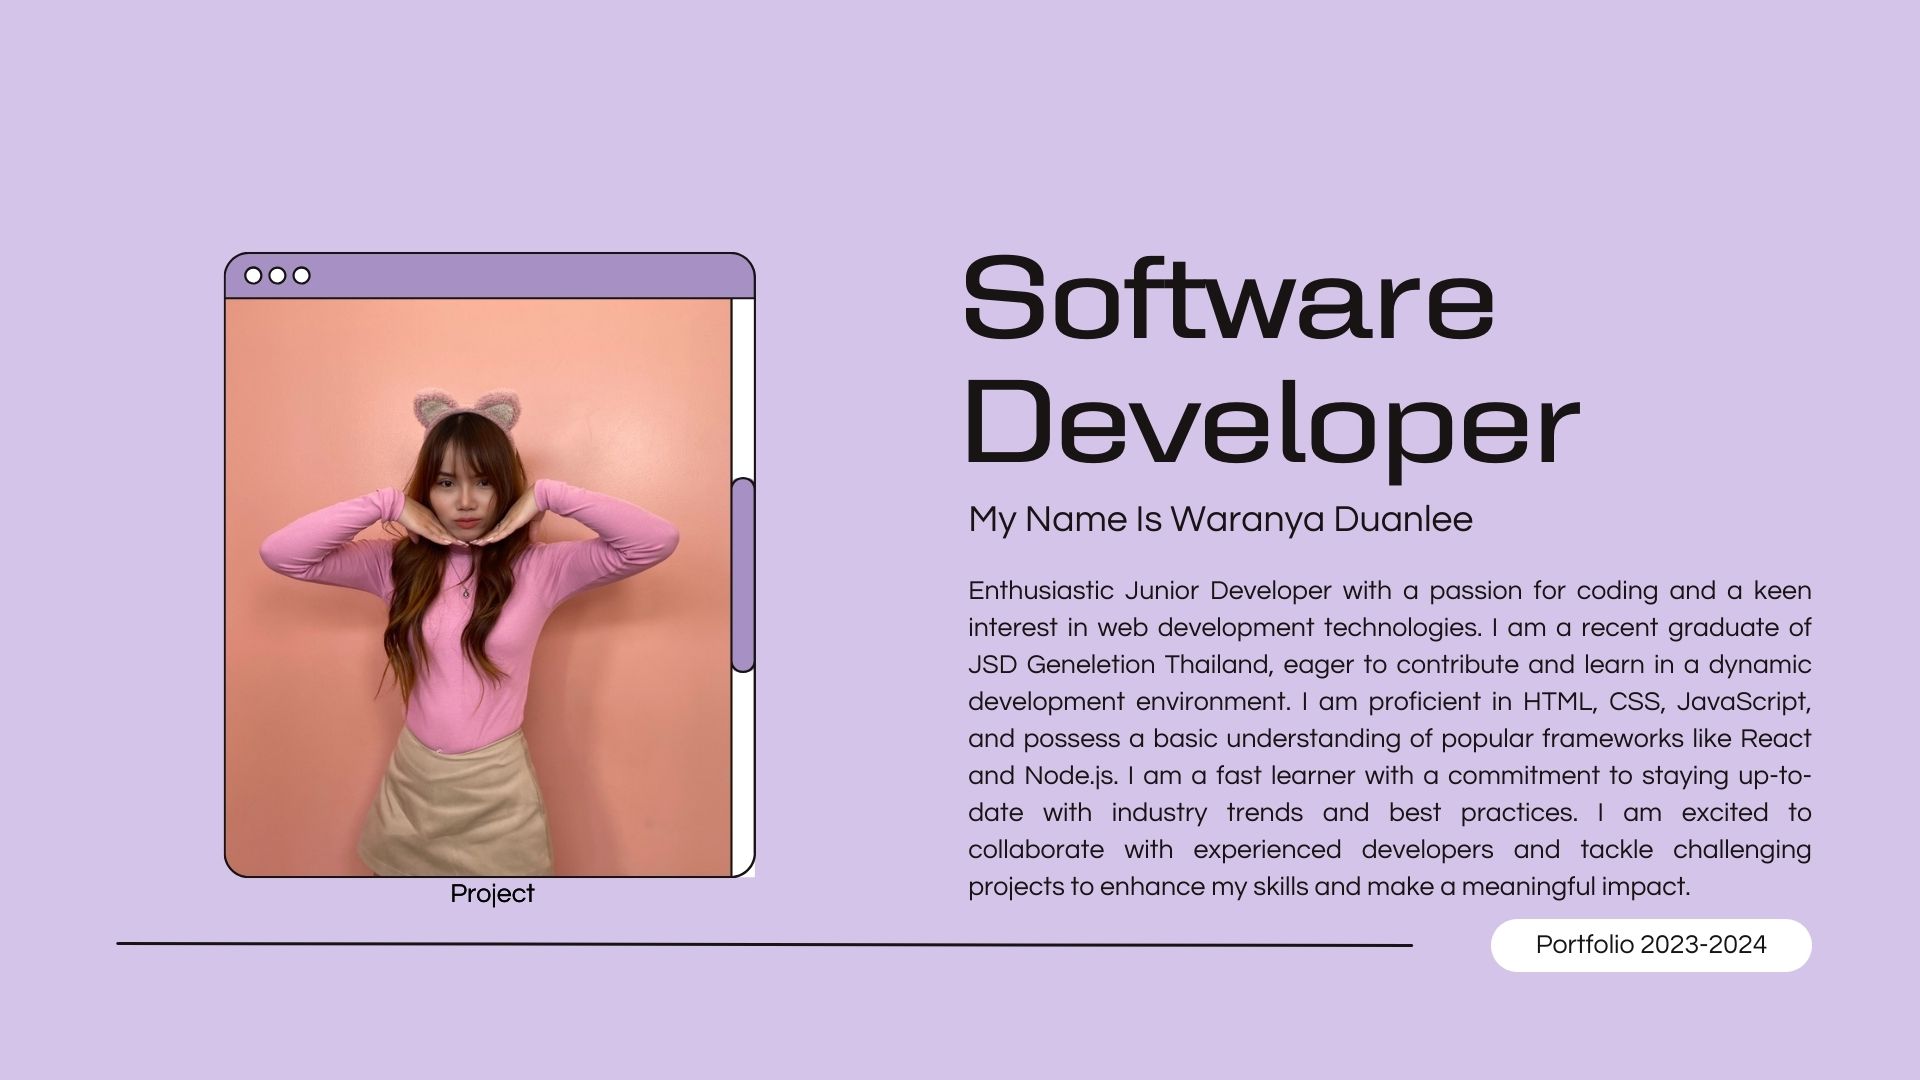 Software
Developer
My Name Is Waranya Duanlee
Enthusiastic Junior Developer with a passion for coding and a keen
interest in web development technologies. I am a recent graduate of
JSD Geneletion Thailand, eager to contribute and learn in a dynamic
development environment. I am proficient in HTML, CSS, JavaScript,
and possess a basic understanding of popular frameworks like React
and Node.js. I am a fast learner with a commitment to staying up-to-
date with industry trends and best practices. I am excited to
collaborate with experienced developers and tackle challenging
projects to enhance my skills and make a meaningful impact.
Project
Portfolio 2023-2024